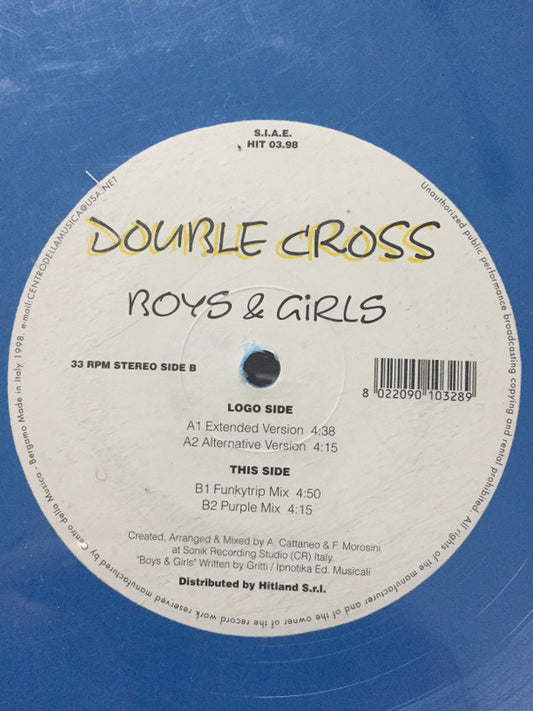 S.I.A.E.
HIT 03.98
DOUBLE CROSS
BOYS & GiRLS
33 RPM STEREO SIDE B
8 022090 103289
LOGO SIDE
A1 Extended Version 4:38
A2 Alternative Version 4:15
THIS SIDE
B1 Funkytrip Mix 4:50
B2 Purple Mix 4:15
Created, Arranged & Mixed by A. Cattaneo & F. Morosini
at Sonik Recording Studio (CR) Italy.
"Boys & Girls" Written by Gritti / Ipnotika Ed. Musicali
Distributed by Hitland S.r.l.
Unauthorized public performance broadcasting copying and rental prohibited. All rights of the manufacturer and of the owner of the record work reserved manufactured by Centro della Musica - Bergamo Made in Italy 1998. e-mail:CENTRODELLAMUSICA@USA.NET